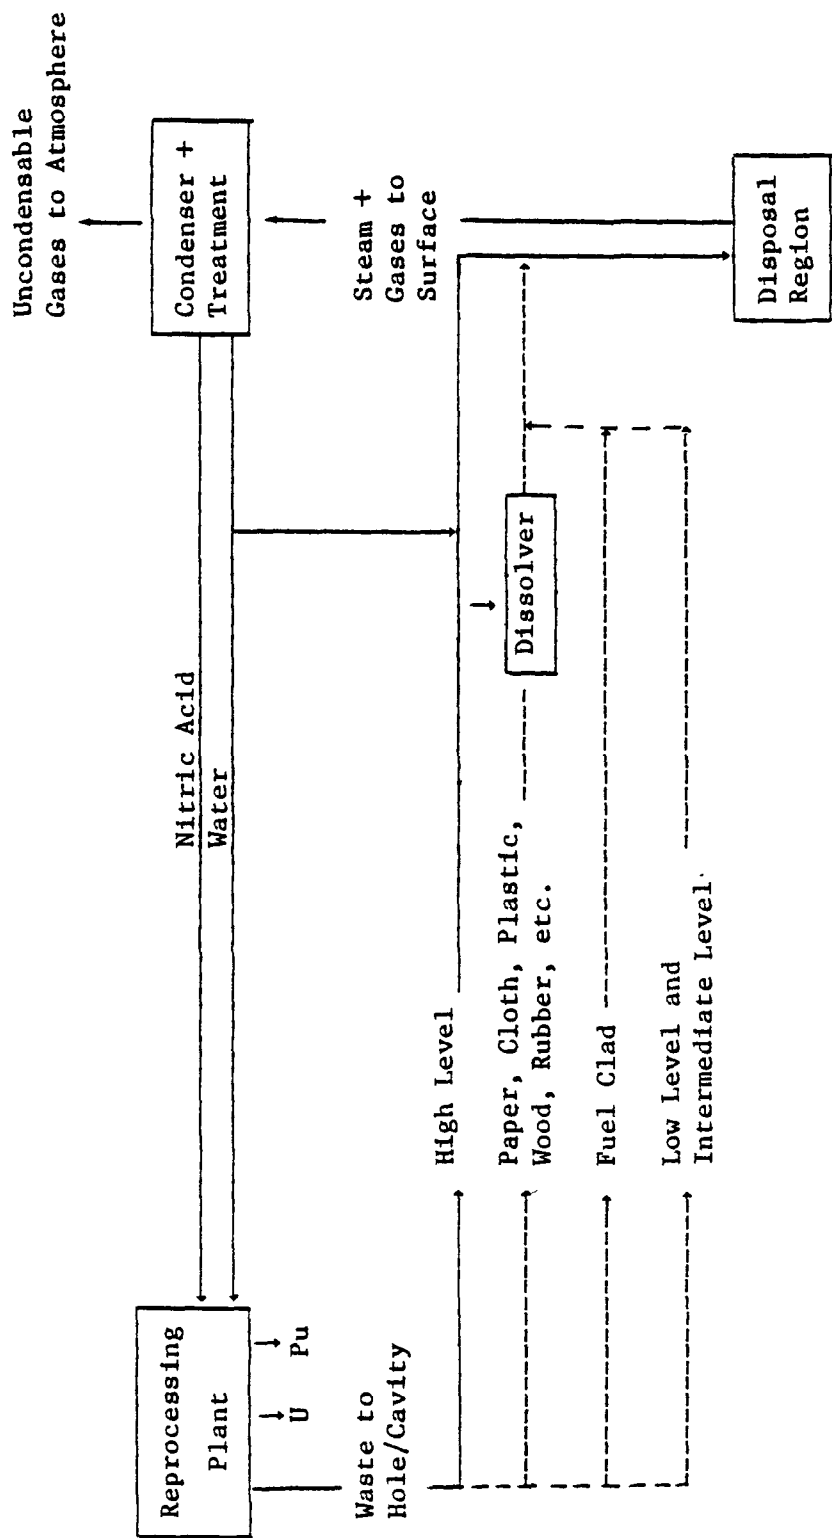 Uncondensable
Gases to Atmosphere
Reprocessing
Plant
U
Pu
Nitric Acid
Water
Condenser +
Treatment
Waste to
Hole/Cavity
Steam +
Gases to
Surface
High Level
Paper, Cloth, Plastic,
Wood, Rubber, etc.
Dissolver
Fuel Clad
Low Level and
Intermediate Level
Disposal
Region